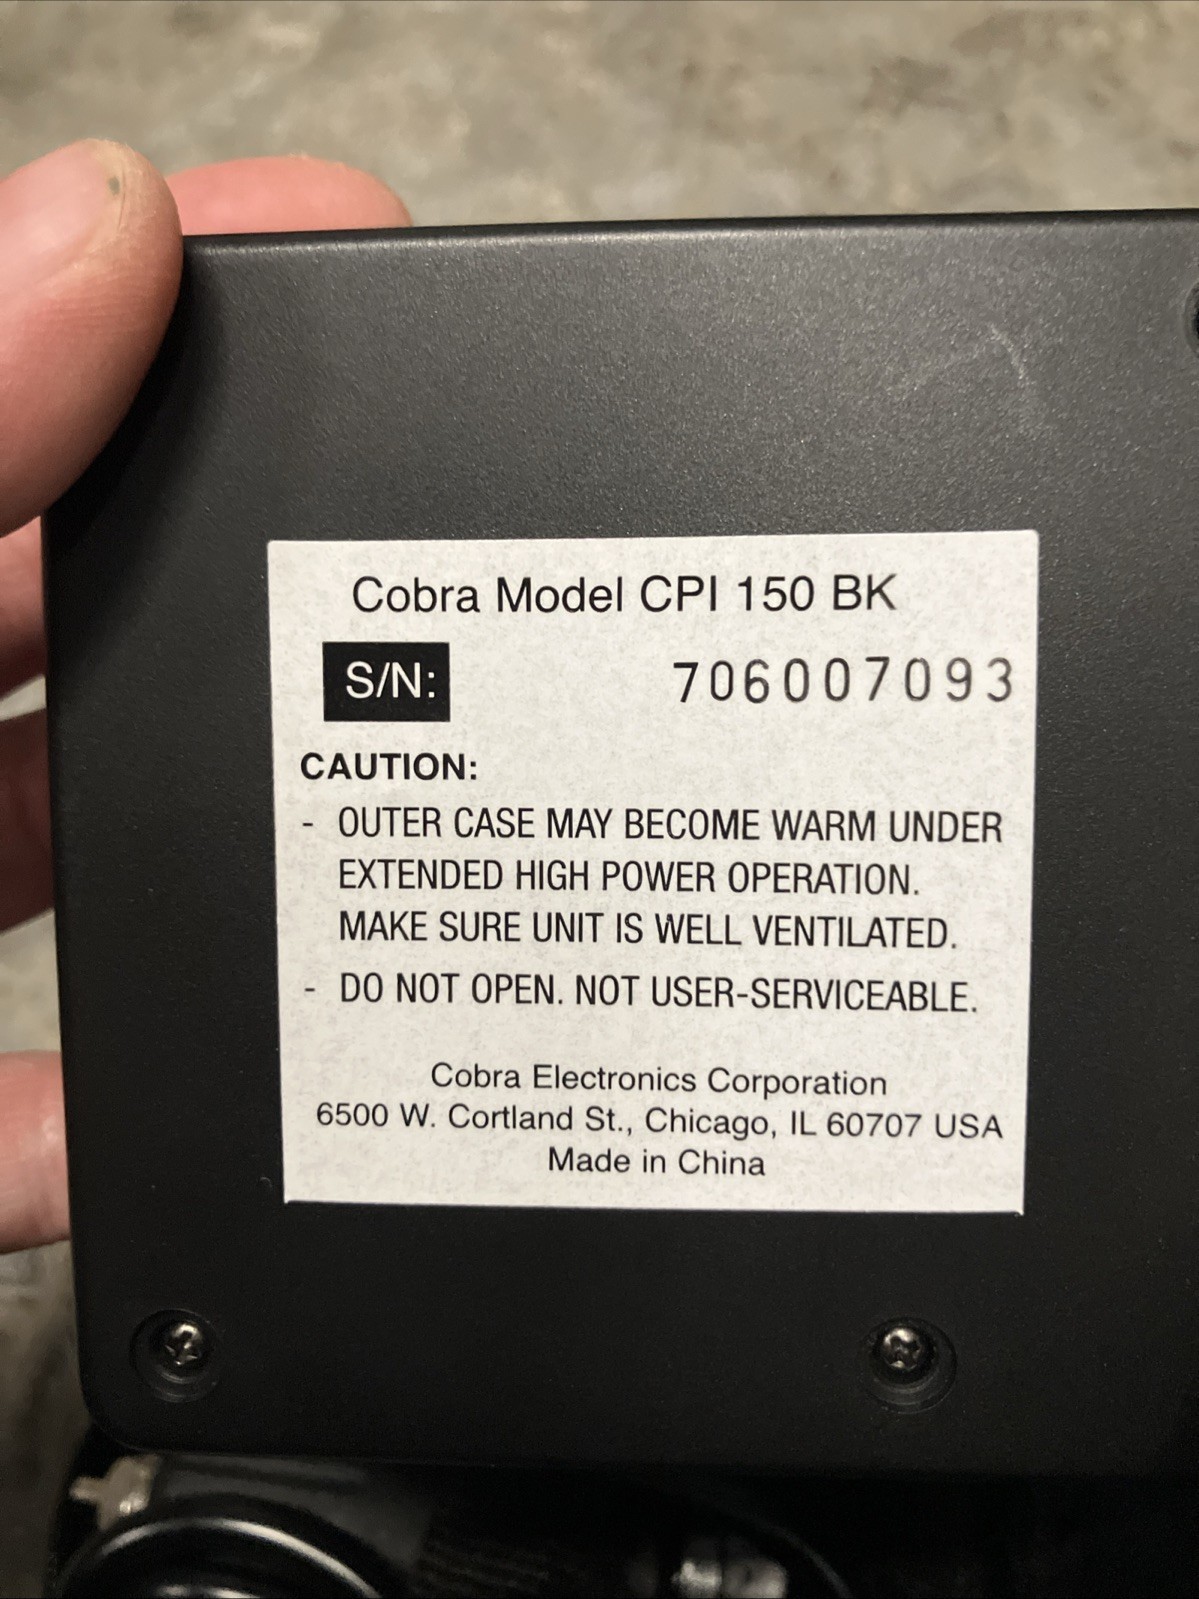 Cobra Model CPI 150 BK
S/N: 706007093
CAUTION:
- OUTER CASE MAY BECOME WARM UNDER
EXTENDED HIGH POWER OPERATION.
MAKE SURE UNIT IS WELL VENTILATED.
- DO NOT OPEN. NOT USER-SERVICEABLE.
Cobra Electronics Corporation
6500 W. Cortland St., Chicago, IL 60707 USA
Made in China